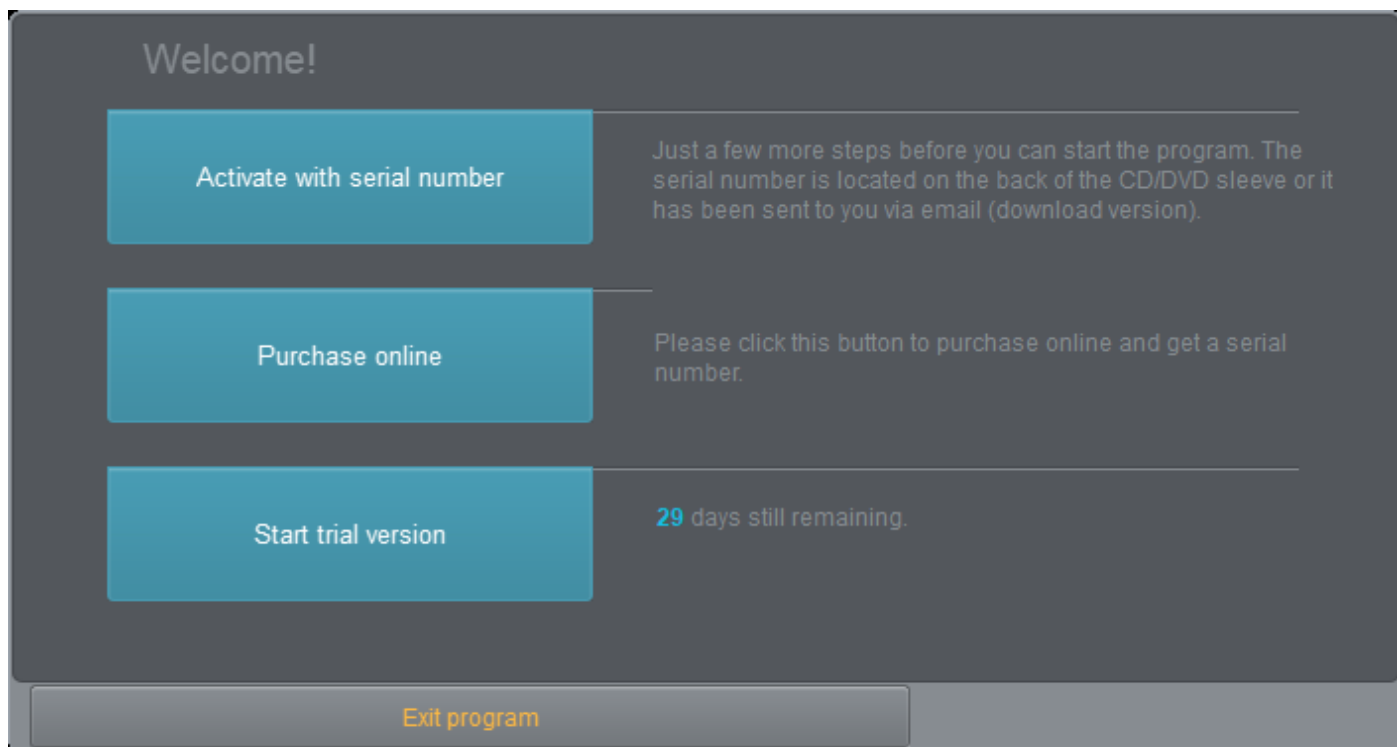 Welcome!
Activate with serial number
Just a few more steps before you can start the program. The
serial number is located on the back of the CD/DVD sleeve or it
has been sent to you via email (download version).
Purchase online
Please click this button to purchase online and get a serial
number.
Start trial version
29 days still remaining.
Exit program